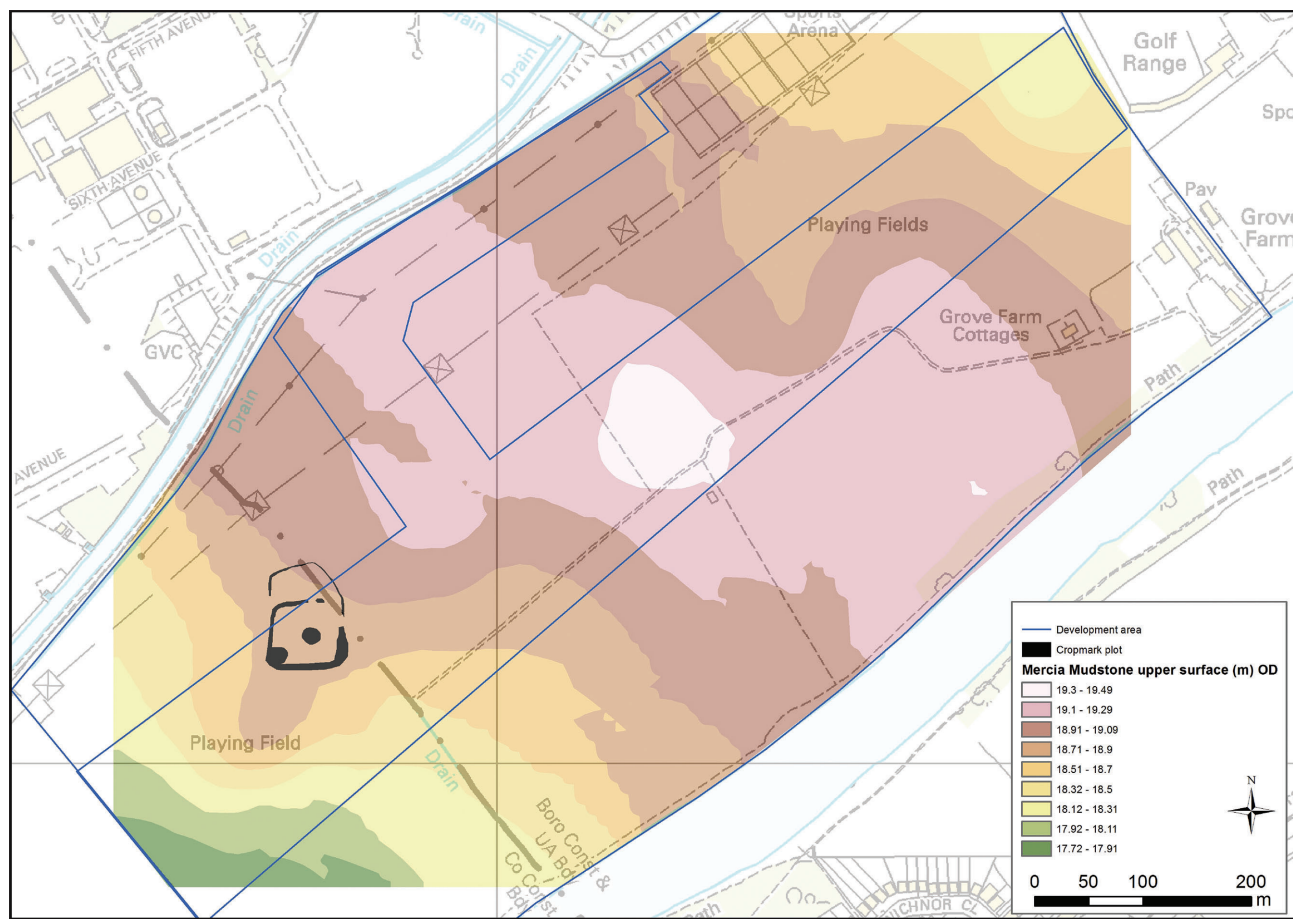 FIFTH AVENUE
Drain
Drain
Sports
Arena
Golf
Range
Spo
SIXTH AVENUE
Drain
Playing Fields
Pav
Grove
Farm
GVC
Grove Farm
Cottages
Drain
Path
AVENUE
Path
Playing Field
Drain
Boro Const &
UA Bd
Co Const
Bd
Development area
Cropmark plot
Mercia Mudstone upper surface (m) OD
19.3 - 19.49
19.1 - 19.29
18.91 - 19.09
18.71 - 18.9
18.51 - 18.7
18.32 - 18.5
18.12 - 18.31
17.92 - 18.11
17.72 - 17.91
N
0 50 100 200
m